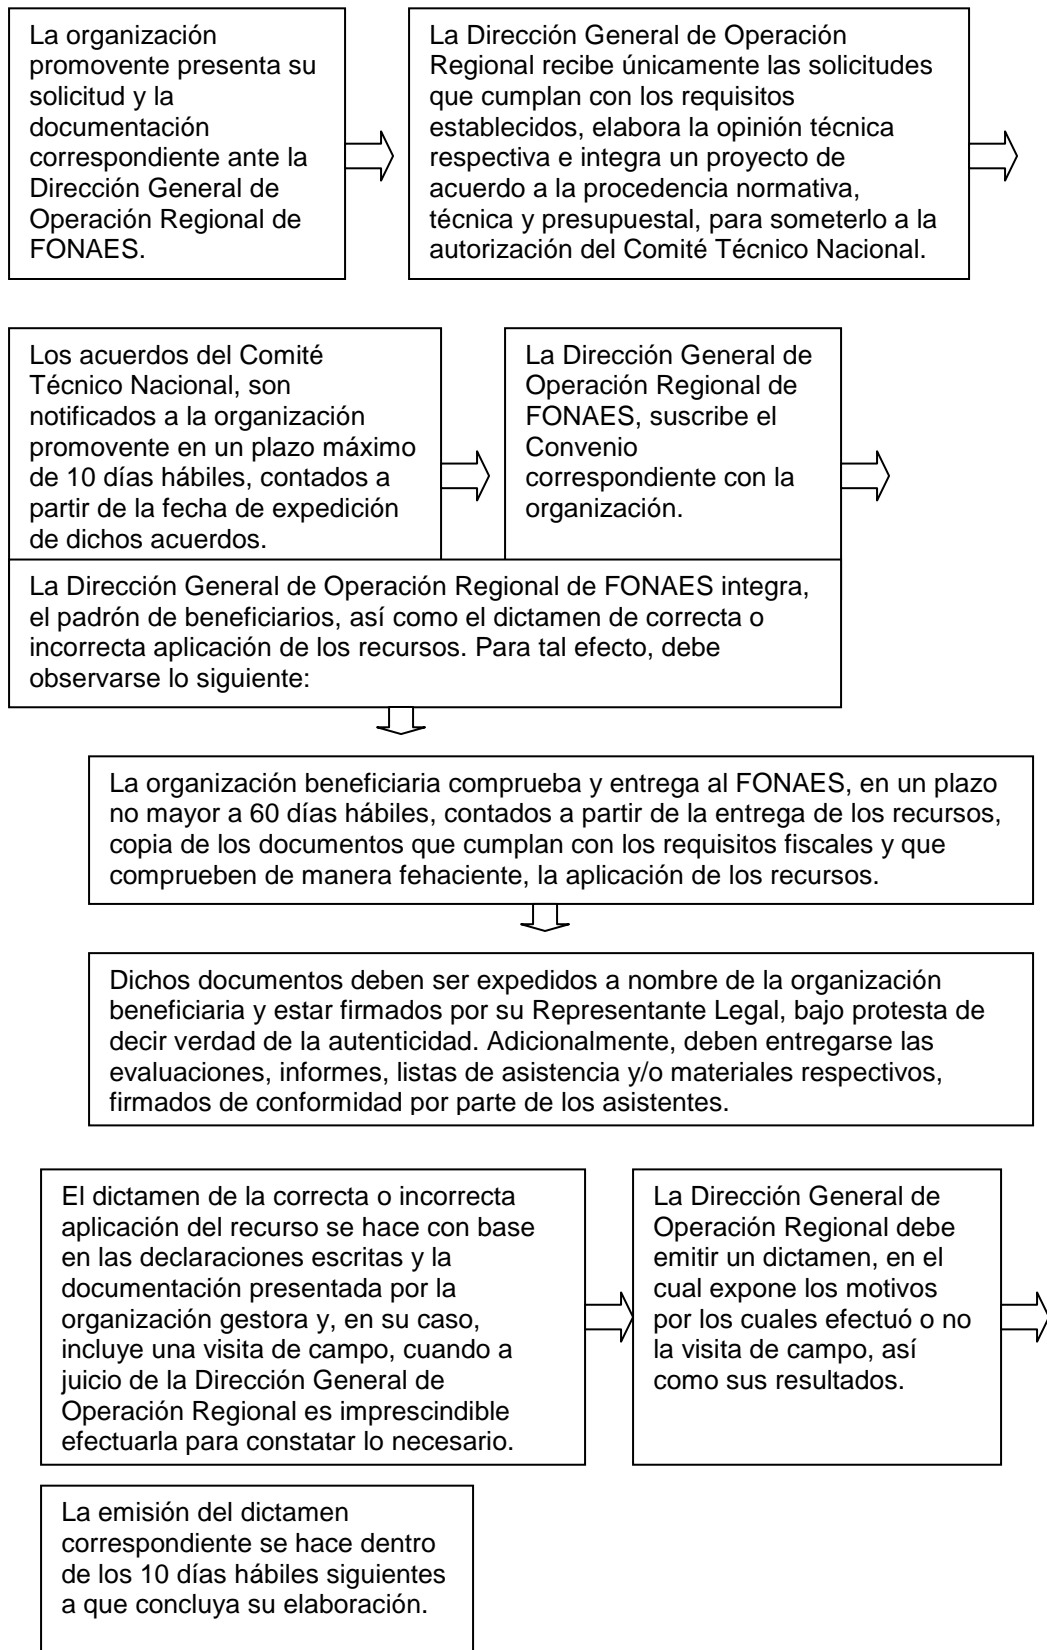 La organización
promovente presenta su
solicitud y la
documentación
correspondiente ante la
Dirección General de
Operación Regional de
FONAES.
La Dirección General de Operación
Regional recibe únicamente las solicitudes
que cumplan con los requisitos
establecidos, elabora la opinión técnica
respectiva e integra un proyecto de
acuerdo a la procedencia normativa,
técnica y presupuestal, para someterlo a la
autorización del Comité Técnico Nacional.
Los acuerdos del Comité
Técnico Nacional, son
notificados a la organización
promovente en un plazo máximo
de 10 días hábiles, contados a
partir de la fecha de expedición
de dichos acuerdos.
La Dirección General de
Operación Regional de
FONAES, suscribe el
Convenio
correspondiente con la
organización.
La Dirección General de Operación Regional de FONAES integra,
el padrón de beneficiarios, así como el dictamen de correcta o
incorrecta aplicación de los recursos. Para tal efecto, debe
observarse lo siguiente:
La organización beneficiaria comprueba y entrega al FONAES, en un plazo
no mayor a 60 días hábiles, contados a partir de la entrega de los recursos,
copia de los documentos que cumplan con los requisitos fiscales y que
comprueben de manera fehaciente, la aplicación de los recursos.
Dichos documentos deben ser expedidos a nombre de la organización
beneficiaria y estar firmados por su Representante Legal, bajo protesta de
decir verdad de la autenticidad. Adicionalmente, deben entregarse las
evaluaciones, informes, listas de asistencia y/o materiales respectivos,
firmados de conformidad por parte de los asistentes.
El dictamen de la correcta o incorrecta
aplicación del recurso se hace con base
en las declaraciones escritas y la
documentación presentada por la
organización gestora y, en su caso,
incluye una visita de campo, cuando a
juicio de la Dirección General de
Operación Regional es imprescindible
efectuarla para constatar lo necesario.
La Dirección General de
Operación Regional debe
emitir un dictamen, en el
cual expone los motivos
por los cuales efectuó o no
la visita de campo, así
como sus resultados.
La emisión del dictamen
correspondiente se hace dentro
de los 10 días hábiles siguientes
a que concluya su elaboración.